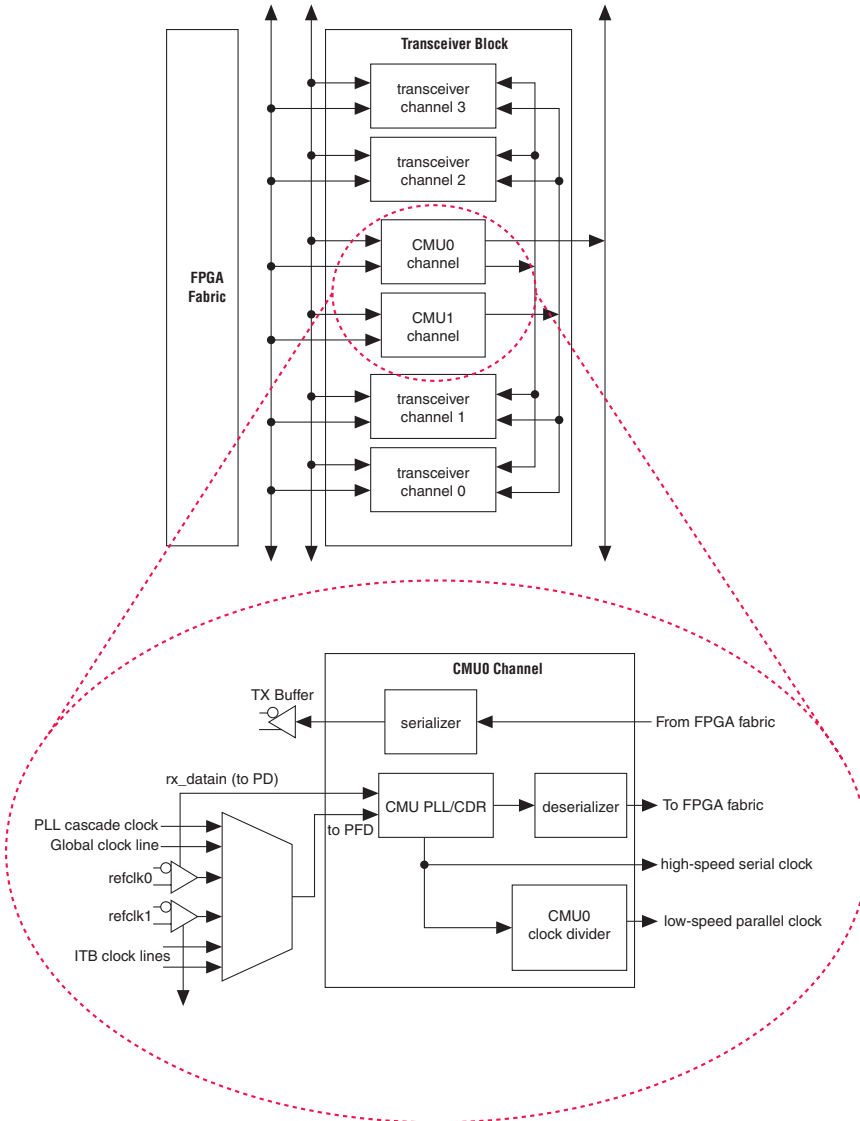 Transceiver Block
transceiver
channel 3
transceiver
channel 2
CMU0
channel
FPGA
Fabric
CMU1
channel
transceiver
channel 1
transceiver
channel 0
CMU0 Channel
TX Buffer
serializer
From FPGA fabric
rx_datain (to PD)
CMU PLL/CDR
deserializer
To FPGA fabric
to PFD
PLL cascade clock
Global clock line
refclk0
high-speed serial clock
refclk1
CMU0
clock divider
low-speed parallel clock
ITB clock lines